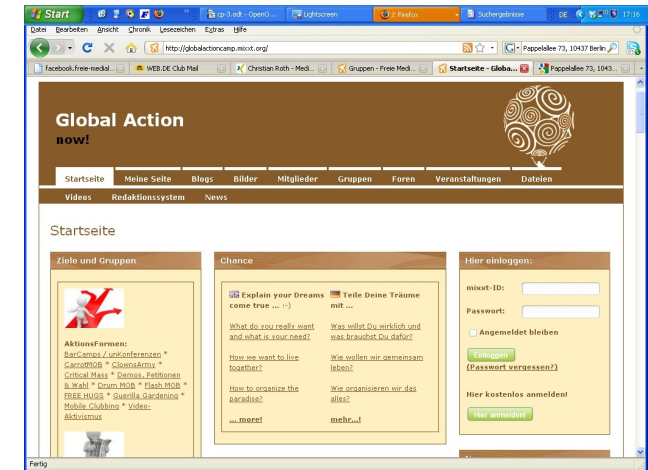 Start
cp-3.odt - OpenO...
Lightscreen
2 Firefox
Suchergebnisse
DE
17:16
Datei Bearbeiten Ansicht Chronik Lesezeichen Extras Hilfe
http://globalactioncamp.mixxt.org/
Pappelallee 73, 10437 Berlin
facebook.freie-medial...
WEB.DE Club Mail
Christian Roth - Medi...
Gruppen - Freie Medi...
Startseite - Globa...
Pappelallee 73, 1043...
Global Action
now!
Startseite Meine Seite Blogs Bilder Mitglieder Gruppen Foren Veranstaltungen Dateien
Videos Redaktionssystem News
Startseite
Ziele und Gruppen
AktionsFormen:
BarCamps / unKonferenzen *
CarrotMOB * ClownsArmy *
Critical Mass * Demos, Petitionen
& Wahl * Drum MOB * Flash MOB *
FREE HUGS * Guerilla Gardening *
Mobile Clubbing * Video-
Aktivismus
Chance
Explain your Dreams
come true ... :-)
What do you really want
and what is your need?
How we want to live
together?
How to organize the
paradise?
... more!
Teile Deine Träume
mit ...
Was willst Du wirklich und
was brauchst Du dafür?
Wie wollen wir gemeinsam
leben?
Wie organisieren wir das
alles?
mehr...!
Hier einloggen:
mixxt-ID:
Passwort:
Angemeldet bleiben
Einloggen
(Passwort vergessen?)
Hier kostenlos anmelden!
Hier anmelden!
Fertig